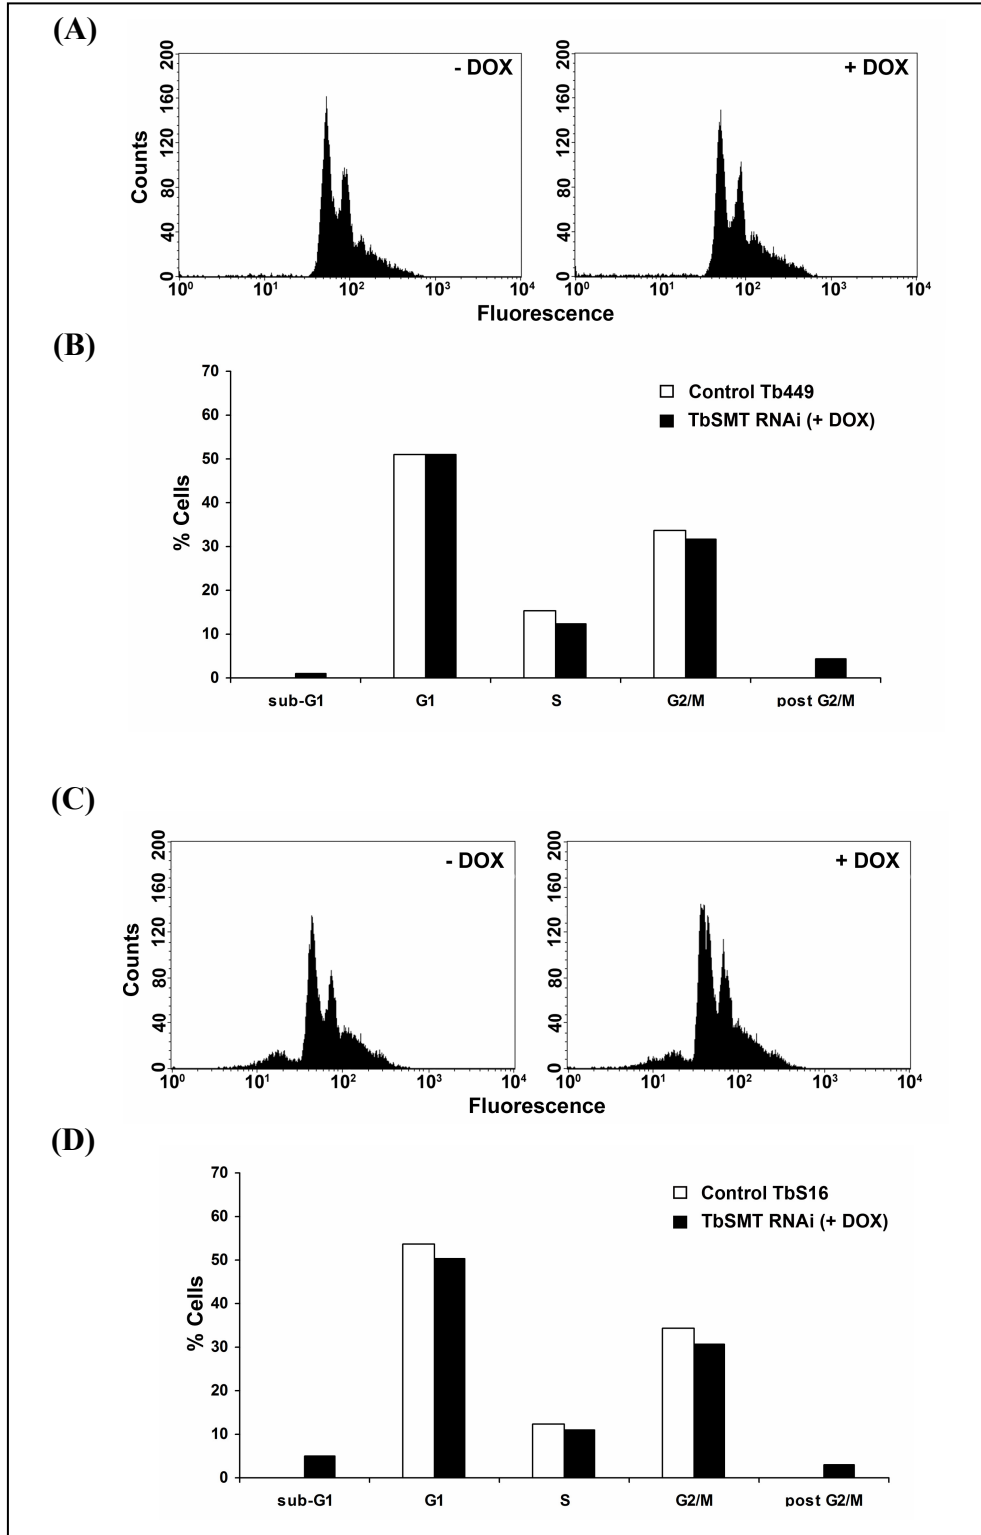 (A)
- DOX
+ DOX
Counts
200
160
120
80
40
0
10⁰ 10¹ 10² 10³ 10⁴
200
160
120
80
40
0
10⁰ 10¹ 10² 10³ 10⁴
Fluorescence
(B)
% Cells
70
60
50
40
30
20
10
0
Control Tb449
TbSMT RNAi (+ DOX)
sub-G1 G1 S G2/M post G2/M
(C)
- DOX
+ DOX
Counts
200
160
120
80
40
0
10⁰ 10¹ 10² 10³ 10⁴
200
160
120
80
40
0
10⁰ 10¹ 10² 10³ 10⁴
Fluorescence
(D)
% Cells
70
60
50
40
30
20
10
0
Control TbS16
TbSMT RNAi (+ DOX)
sub-G1 G1 S G2/M post G2/M